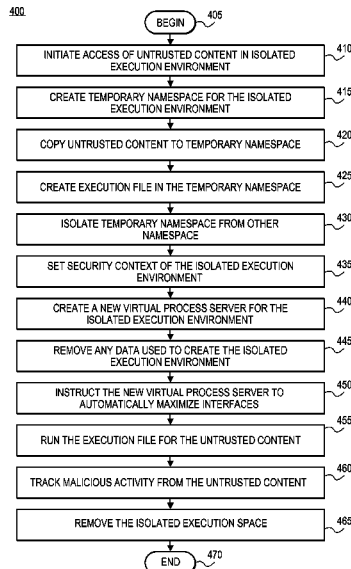 400
BEGIN
405
INITIATE ACCESS OF UNTRUSTED CONTENT IN ISOLATED
EXECUTION ENVIRONMENT
410
CREATE TEMPORARY NAMESPACE FOR THE ISOLATED
EXECUTION ENVIRONMENT
415
COPY UNTRUSTED CONTENT TO TEMPORARY NAMESPACE
420
CREATE EXECUTION FILE IN THE TEMPORARY NAMESPACE
425
ISOLATE TEMPORARY NAMESPACE FROM OTHER
NAMESPACE
430
SET SECURITY CONTEXT OF THE ISOLATED EXECUTION
ENVIRONMENT
435
CREATE A NEW VIRTUAL PROCESS SERVER FOR THE
ISOLATED EXECUTION ENVIRONMENT
440
REMOVE ANY DATA USED TO CREATE THE ISOLATED
EXECUTION ENVIRONMENT
445
INSTRUCT THE NEW VIRTUAL PROCESS SERVER TO
AUTOMATICALLY MAXIMIZE INTERFACES
450
RUN THE EXECUTION FILE FOR THE UNTRUSTED CONTENT
455
TRACK MALICIOUS ACTIVITY FROM THE UNTRUSTED CONTENT
460
REMOVE THE ISOLATED EXECUTION SPACE
465
END
470